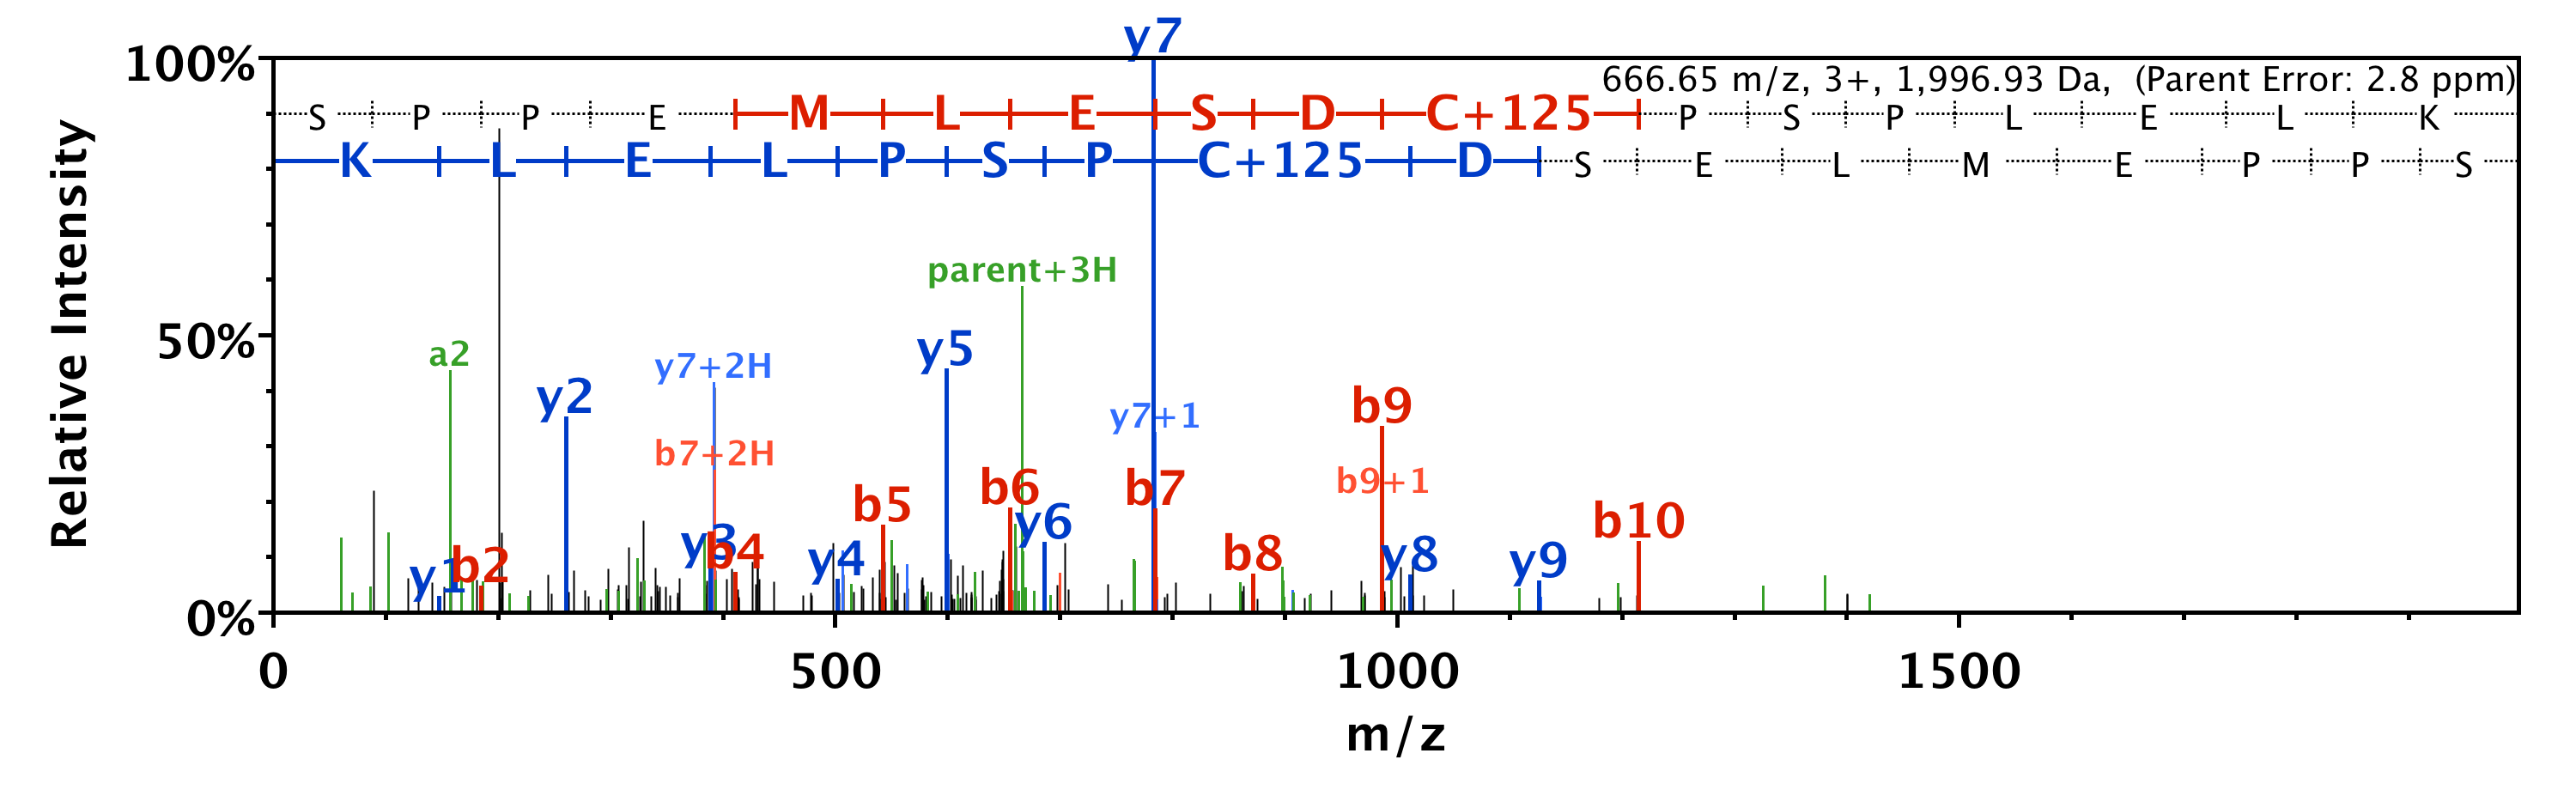 y7
100%
666.65 m/z, 3+, 1,996.93 Da, (Parent Error: 2.8 ppm)
S P P E M L E S D C+125 P S P L E L K
K L E L P S P C+125 D S E L M E P P S
parent+3H
50%
a2 y7+2H y5
y2 y7+1 b9
b7+2H b9+1
b5 b6 b7
y6 b10
y1 b2 y3 b4 y4 b8 y8 y9
0%
0 500 1000 1500
m/z
Relative Intensity